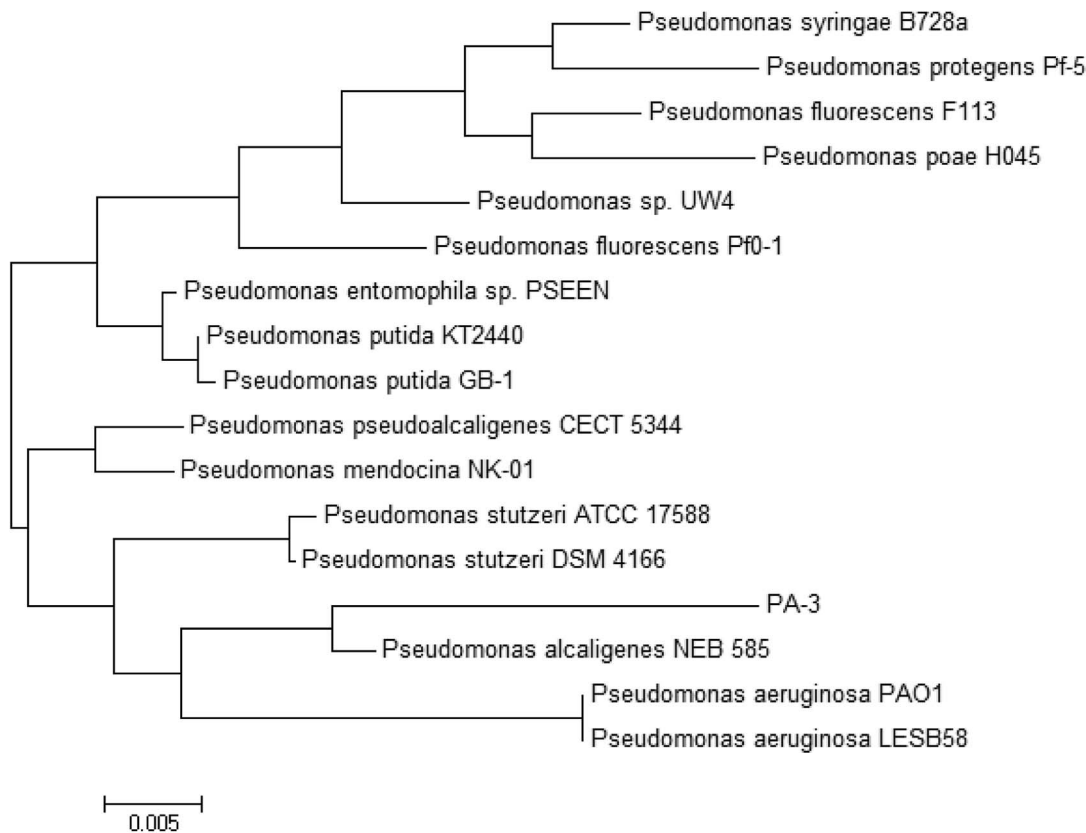 Pseudomonas syringae B728a
Pseudomonas protegens Pf-5
Pseudomonas fluorescens F113
Pseudomonas poae H045
Pseudomonas sp. UW4
Pseudomonas fluorescens Pf0-1
Pseudomonas entomophila sp. PSEEN
Pseudomonas putida KT2440
Pseudomonas putida GB-1
Pseudomonas pseudoalcaligenes CECT 5344
Pseudomonas mendocina NK-01
Pseudomonas stutzeri ATCC 17588
Pseudomonas stutzeri DSM 4166
PA-3
Pseudomonas alcaligenes NEB 585
Pseudomonas aeruginosa PAO1
Pseudomonas aeruginosa LESB58
0.005